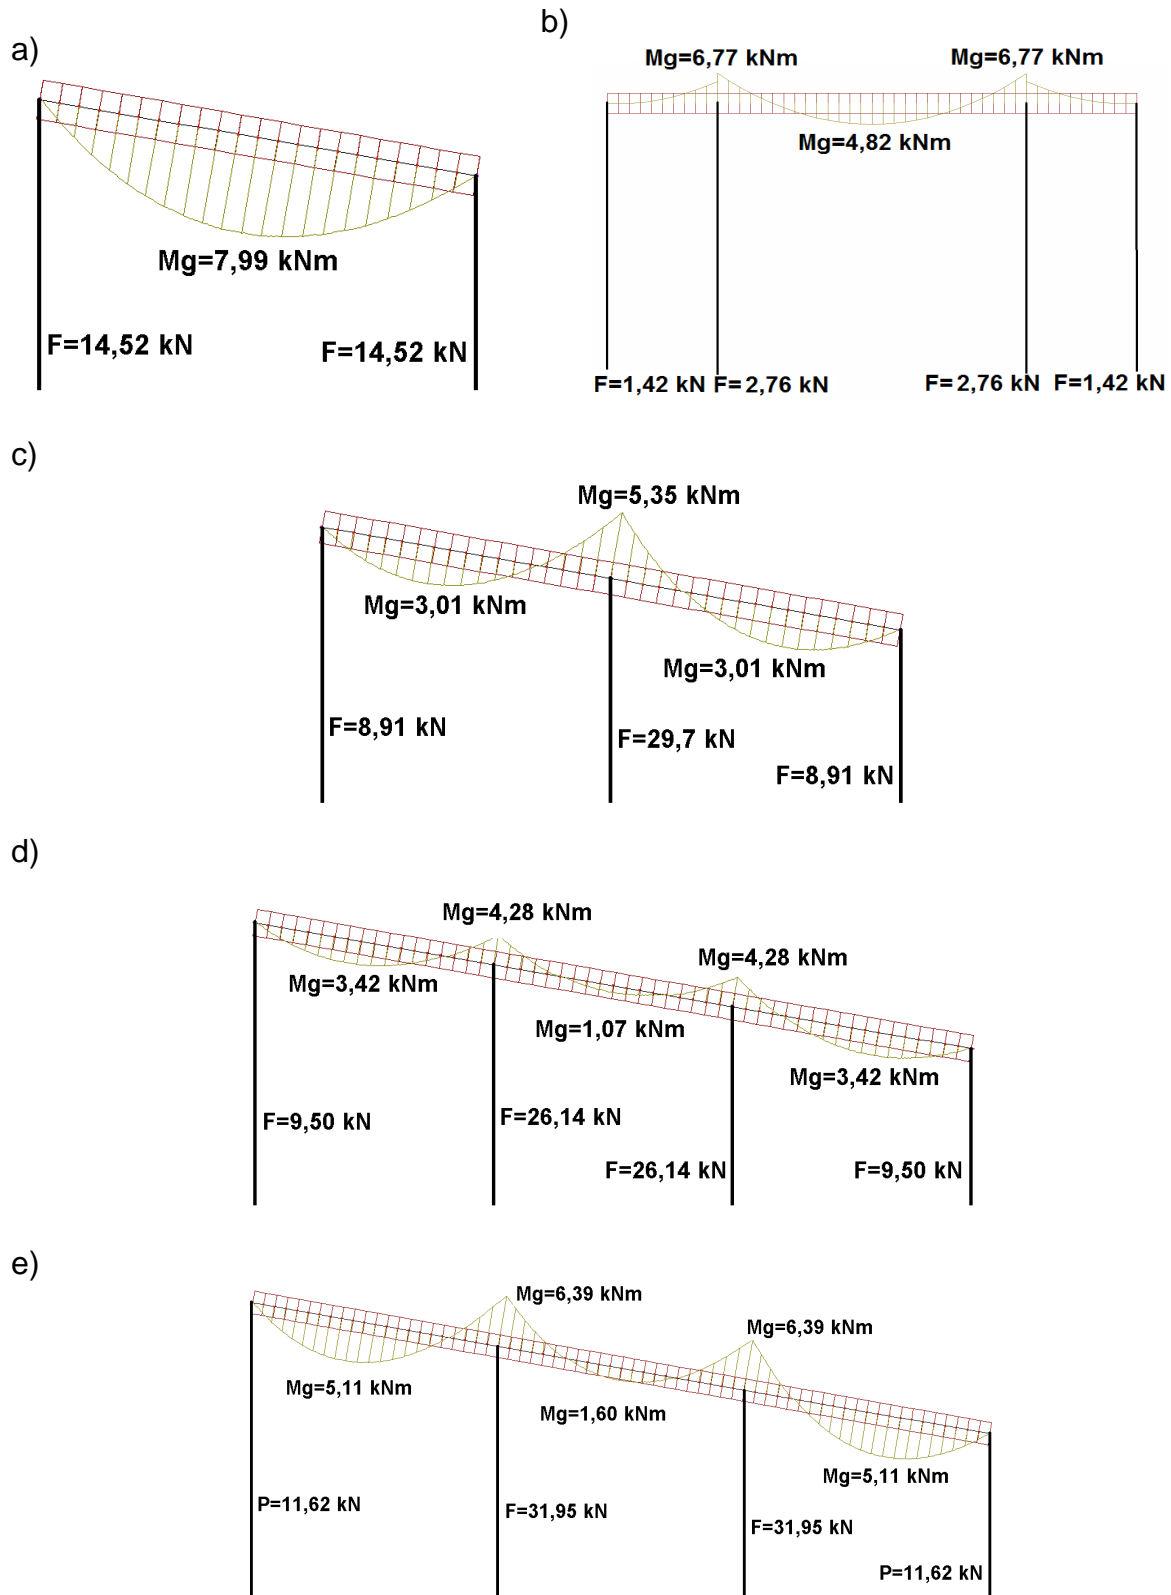 a)
Mg=7,99 kNm
F=14,52 kN
F=14,52 kN
b)
Mg=6,77 kNm
Mg=6,77 kNm
Mg=4,82 kNm
F=1,42 kN
F=2,76 kN
F=2,76 kN
F=1,42 kN
c)
Mg=5,35 kNm
Mg=3,01 kNm
Mg=3,01 kNm
F=8,91 kN
F=29,7 kN
F=8,91 kN
d)
Mg=4,28 kNm
Mg=4,28 kNm
Mg=3,42 kNm
Mg=1,07 kNm
Mg=3,42 kNm
F=9,50 kN
F=26,14 kN
F=26,14 kN
F=9,50 kN
e)
Mg=6,39 kNm
Mg=6,39 kNm
Mg=5,11 kNm
Mg=1,60 kNm
Mg=5,11 kNm
P=11,62 kN
F=31,95 kN
F=31,95 kN
P=11,62 kN